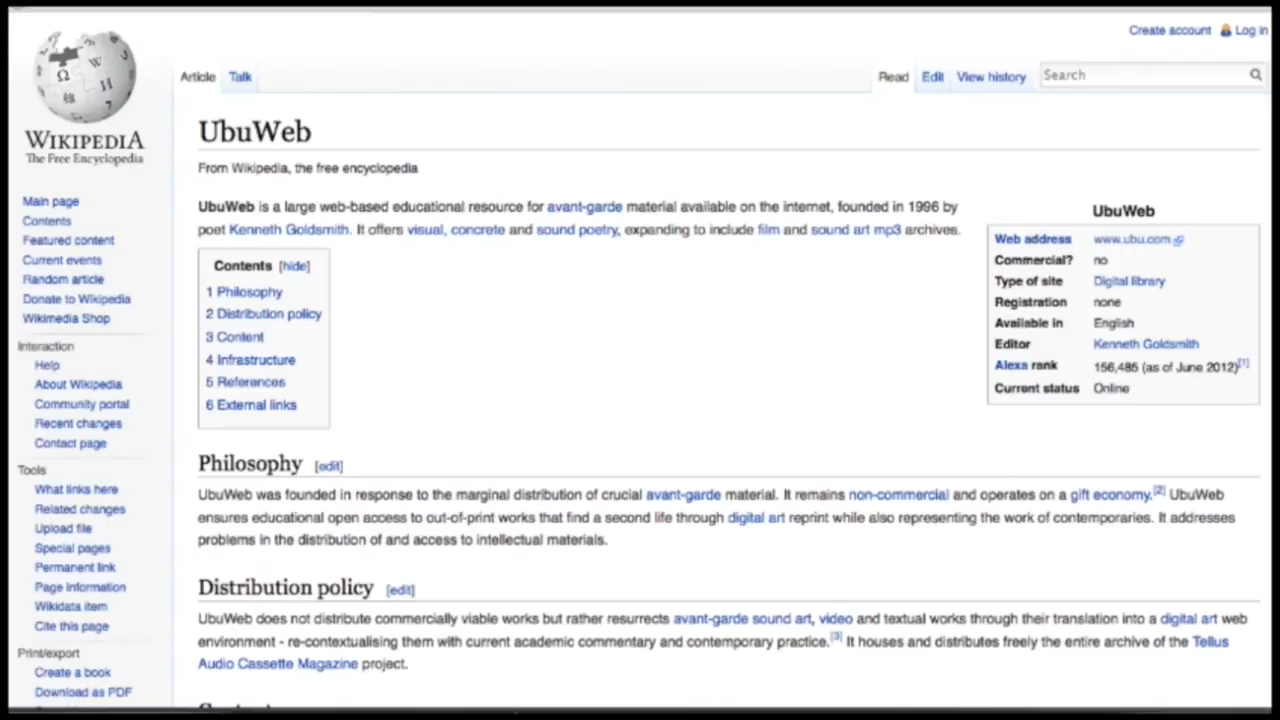 Create account Log in
Article Talk Read Edit View history Search
WIKIPEDIA
The Free Encyclopedia
Main page
Contents
Featured content
Current events
Random article
Donate to Wikipedia
Wikimedia Shop
Interaction
Help
About Wikipedia
Community portal
Recent changes
Contact page
Tools
What links here
Related changes
Upload file
Special pages
Permanent link
Page information
Wikidata item
Cite this page
Print/export
Create a book
Download as PDF
UbuWeb
From Wikipedia, the free encyclopedia
UbuWeb is a large web-based educational resource for avant-garde material available on the internet, founded in 1996 by
poet Kenneth Goldsmith. It offers visual, concrete and sound poetry, expanding to include film and sound art mp3 archives.
Contents [hide]
1 Philosophy
2 Distribution policy
3 Content
4 Infrastructure
5 References
6 External links
UbuWeb
Web address www.ubu.com
Commercial? no
Type of site Digital library
Registration none
Available in English
Editor Kenneth Goldsmith
Alexa rank 156,485 (as of June 2012)[1]
Current status Online
Philosophy [edit]
UbuWeb was founded in response to the marginal distribution of crucial avant-garde material. It remains non-commercial and operates on a gift economy.[2] UbuWeb
ensures educational open access to out-of-print works that find a second life through digital art reprint while also representing the work of contemporaries. It addresses
problems in the distribution of and access to intellectual materials.
Distribution policy [edit]
UbuWeb does not distribute commercially viable works but rather resurrects avant-garde sound art, video and textual works through their translation into a digital art web
environment - re-contextualising them with current academic commentary and contemporary practice.[3] It houses and distributes freely the entire archive of the Tellus
Audio Cassette Magazine project.